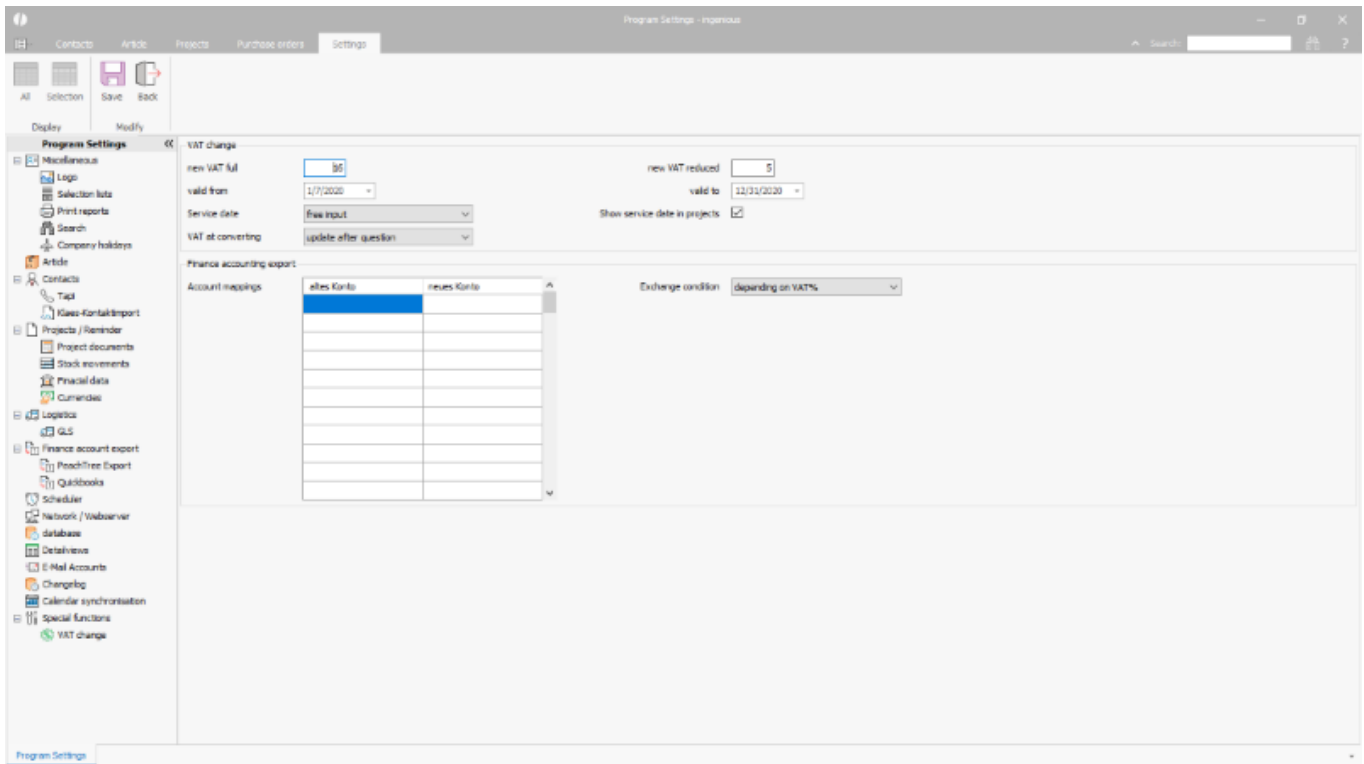 Program Settings - ingenious
Contacts Article Projects Purchase orders Settings Search: ?
All Selection Save Back
Display Modify
Program Settings «
Miscellaneous
Logo
Selection lists
Print reports
Search
Company holidays
Article
Contacts
Tapi
Klaes-Kontaktimport
Projects / Reminder
Project documents
Stock movements
Finacial data
Currencies
Logistics
GLS
Finance account export
PeachTree Export
Quickbooks
Scheduler
Network / Webserver
database
Detailviews
E-Mail Accounts
Changelog
Calendar synchronisation
Special functions
VAT change
VAT change
new VAT full 16 new VAT reduced 5
valid from 1/7/2020 valid to 12/31/2020
Service date free input Show service date in projects
VAT at converting update after question
Finance accounting export
Account mappings altes Konto neues Konto Exchange condition depending on VAT%
Program Settings